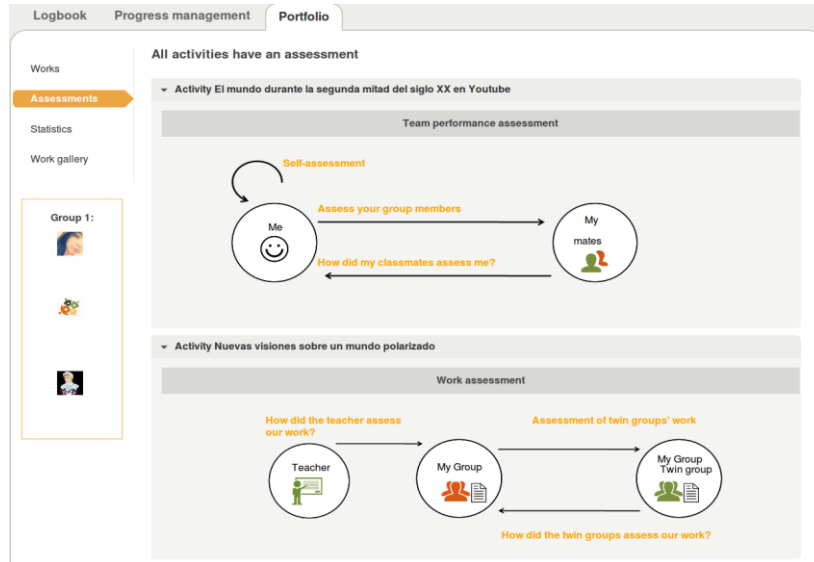 Logbook
Progress management
Portfolio
All activities have an assessment
Works
Assessments
Statistics
Work gallery
Group 1:
Activity El mundo durante la segunda mitad del siglo XX en Youtube
Team performance assessment
Self-assessment
Assess your group members
Me
My
mates
How did my classmates assess me?
Activity Nuevas visiones sobre un mundo polarizado
Work assessment
How did the teacher assess
our work?
Assessment of twin groups' work
Teacher
My Group
My Group
Twin group
How did the twin groups assess our work?